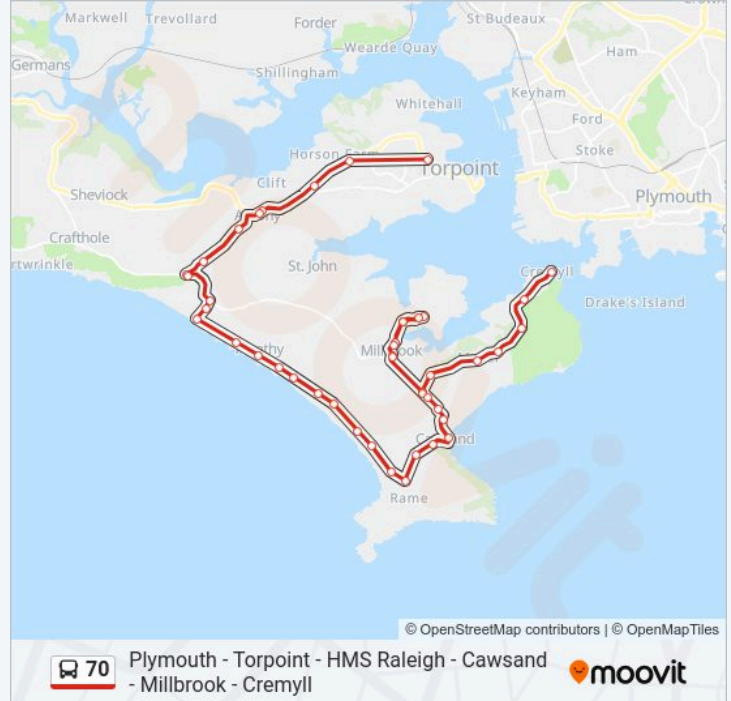 Markwell
Trevollard
Forder
St Budeaux
Wearde Quay
Ham
Germans
Shillingham
Keyham
Whitehall
Ford
Horson Farm
Stoke
Torpoint
Clift
Sheviock
Plymouth
Antony
Crafthole
St. John
rtwrinkle
Cremyll
Drake's Island
Millbrook
Cawsand
Rame
© OpenStreetMap contributors | © OpenMapTiles
70
Plymouth - Torpoint - HMS Raleigh - Cawsand
- Millbrook - Cremyll
moovit